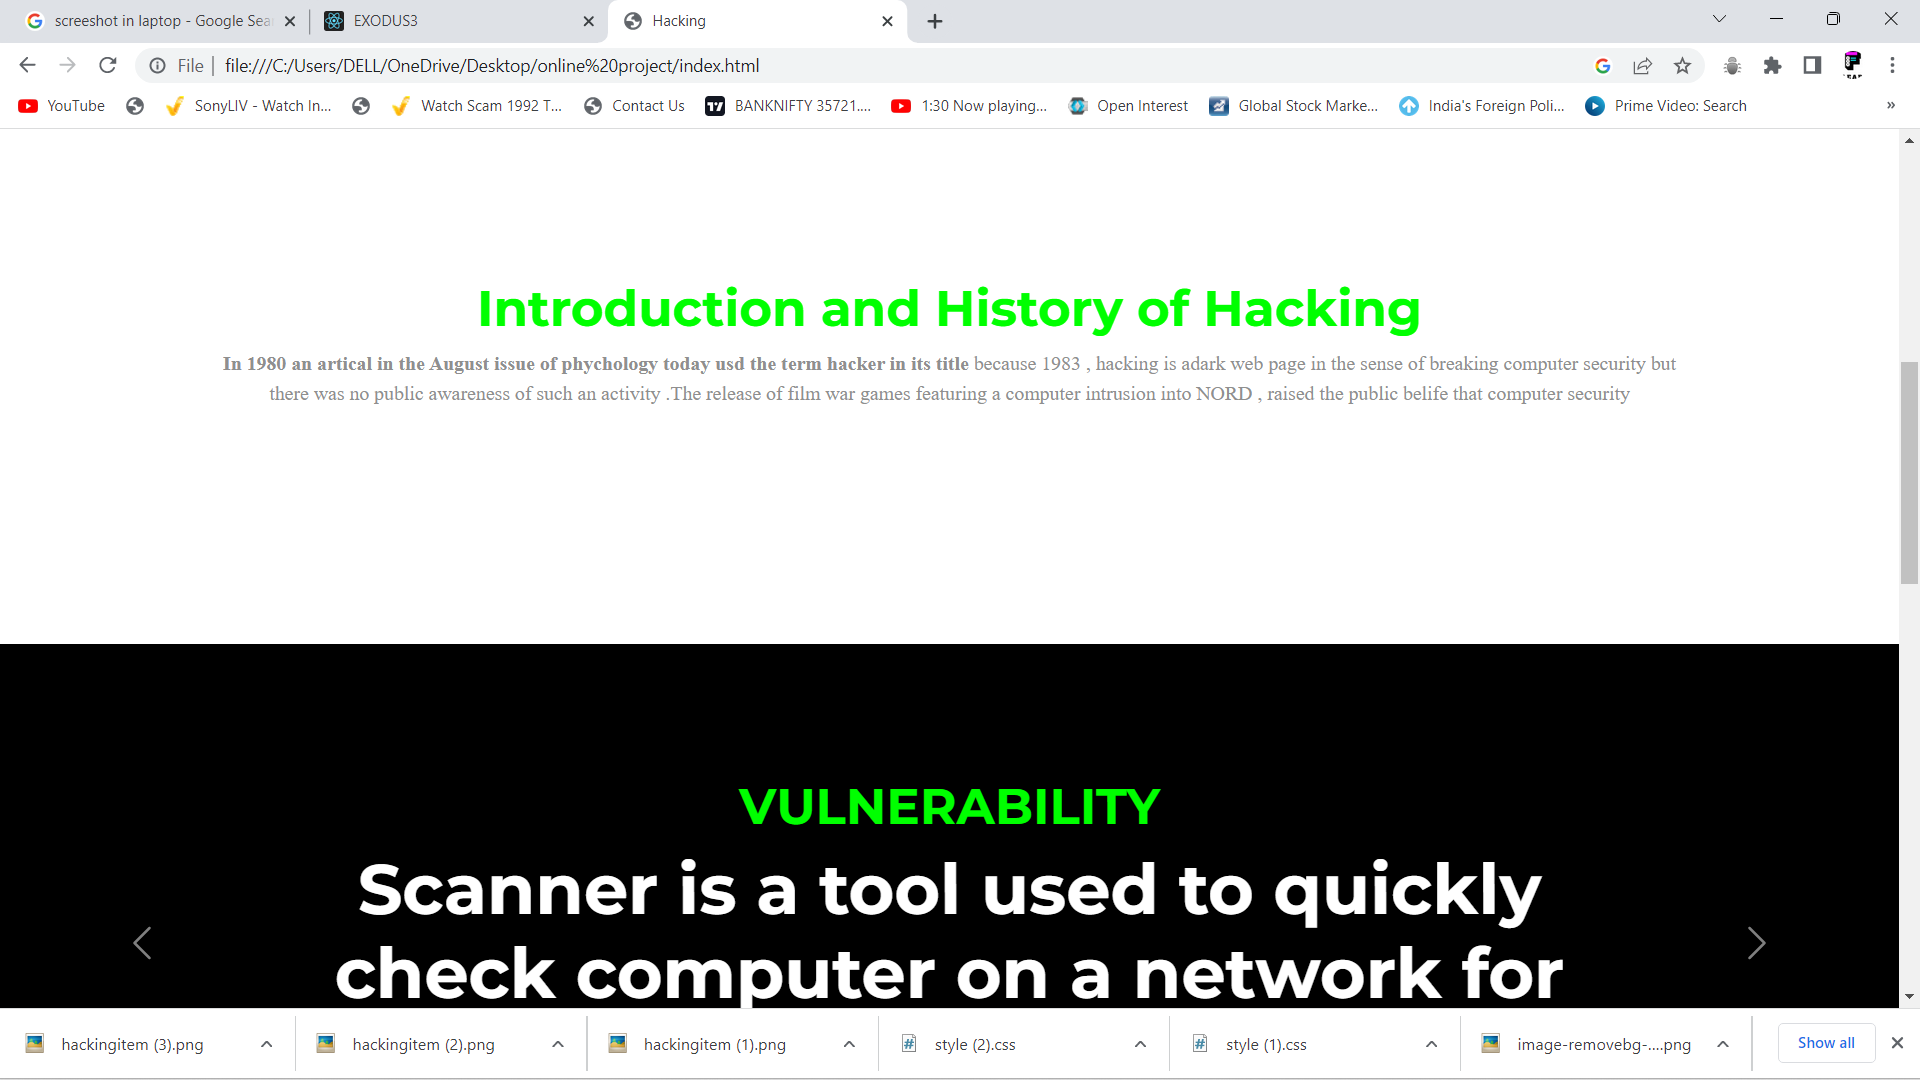 screeshot in laptop - Google Sea
EXODUS3
Hacking
File
file:///C:/Users/DELL/OneDrive/Desktop/online%20project/index.html
YouTube
SonyLIV - Watch In...
Watch Scam 1992 T...
Contact Us
BANKNIFTY 35721....
1:30 Now playing...
Open Interest
Global Stock Marke...
India's Foreign Poli...
Prime Video: Search
»
Introduction and History of Hacking
In 1980 an artical in the August issue of phychology today usd the term hacker in its title because 1983 , hacking is adark web page in the sense of breaking computer security but
there was no public awareness of such an activity .The release of film war games featuring a computer intrusion into NORD , raised the public belife that computer security
VULNERABILITY
Scanner is a tool used to quickly
check computer on a network for
hackingitem (3).png
hackingitem (2).png
hackingitem (1).png
style (2).css
style (1).css
image-removebg-....png
Show all